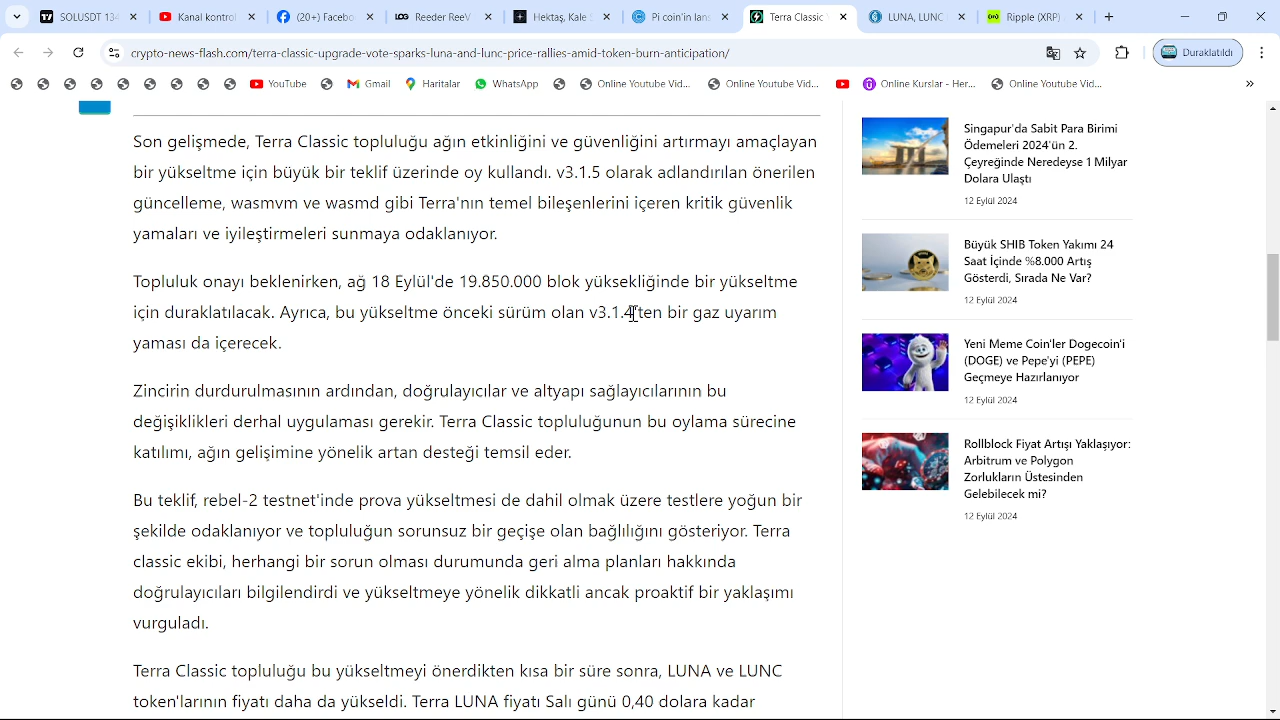 SOLUSDT 13
Kanal kontrol
(20+) Facebo
LOG
Reeder Ree
Hektaş Kale S
Pi coin'in lans
Terra Classic
LUNA, LUNC
Ripple (XRP)
crypto-news-flash.com/terra-classic-upgrade-vote-sparks-luna-and-lunc-price-rallies-amid-token-burn-anticipation/
Duraklatıldı
YouTube
Gmail
Haritalar
WhatsApp
Online Youtube Vid...
Online Youtube Vid...
Online Kurslar - Her...
Online Youtube Vid...
Son gelişmede, Terra Classic topluluğu ağın etkinliğini ve güvenliğini artırmayı amaçlayan
bir yükseltme için büyük bir teklif üzerinde oy kullandı. v3.1.5 olarak adlandırılan önerilen
güncelleme, wasmvm ve wasmd gibi Terra'nın temel bileşenlerini içeren kritik güvenlik
yamaları ve iyileştirmeleri sunmaya odaklanıyor.
Topluluk onayı beklenirken, ağ 18 Eylül'de 19.850.000 blok yüksekliğinde bir yükseltme
için duraklatılacak. Ayrıca, bu yükseltme önceki sürüm olan v3.1.4'ten bir gaz uyarım
yaması da içerecek.
Zincirin durdurulmasının ardından, doğrulayıcılar ve altyapı sağlayıcılarının bu
değişiklikleri derhal uygulaması gerekir. Terra Classic topluluğunun bu oylama sürecine
katılımı, ağın gelişimine yönelik artan desteği temsil eder.
Bu teklif, rebel-2 testnet'inde prova yükseltmesi de dahil olmak üzere testlere yoğun bir
şekilde odaklanıyor ve topluluğun sorunsuz bir geçişe olan bağlılığını gösteriyor. Terra
classic ekibi, herhangi bir sorun olması durumunda geri alma planları hakkında
doğrulayıcıları bilgilendirdi ve yükseltmeye yönelik dikkatli ancak proaktif bir yaklaşımı
vurguladı.
Terra Classic topluluğu bu yükseltmeyi önerdikten kısa bir süre sonra, LUNA ve LUNC
token'larının fiyatı daha da yükseldi. Terra LUNA fiyatı Salı günü 0,40 dolara kadar
Singapur'da Sabit Para Birimi
Ödemeleri 2024'ün 2.
Çeyreğinde Neredeyse 1 Milyar
Dolara Ulaştı
12 Eylül 2024
Büyük SHIB Token Yakımı 24
Saat İçinde %8.000 Artış
Gösterdi, Sırada Ne Var?
12 Eylül 2024
Yeni Meme Coin'ler Dogecoin'i
(DOGE) ve Pepe'yi (PEPE)
Geçmeye Hazırlanıyor
12 Eylül 2024
Rollblock Fiyat Artışı Yaklaşıyor:
Arbitrum ve Polygon
Zorlukların Üstesinden
Gelebilecek mi?
12 Eylül 2024